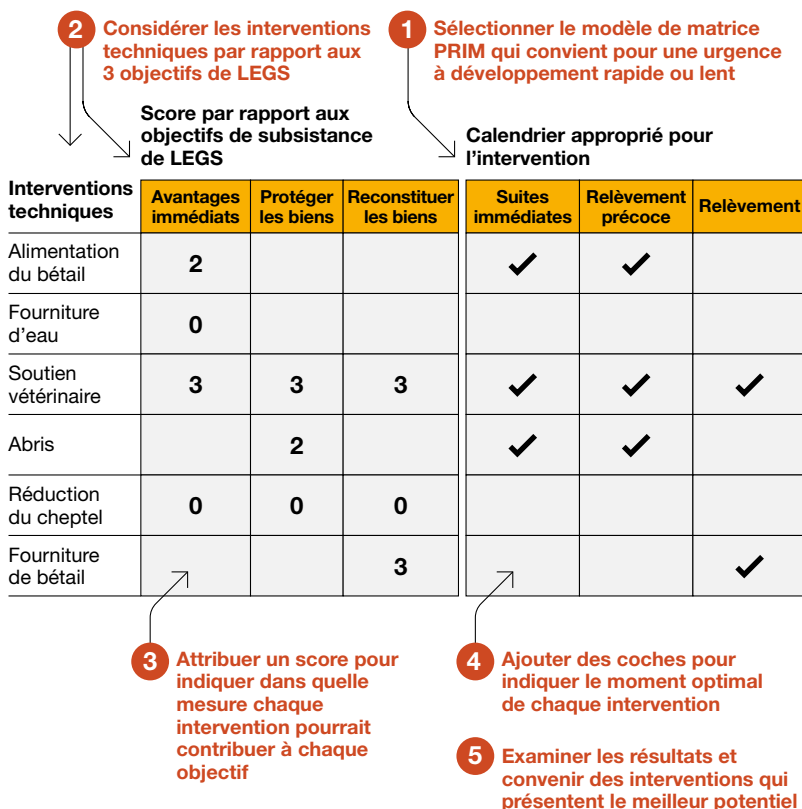 2
Considérer les interventions
techniques par rapport aux
3 objectifs de LEGS
1
Sélectionner le modèle de matrice
PRIM qui convient pour une urgence
à développement rapide ou lent
Score par rapport aux
objectifs de subsistance
de LEGS
Calendrier approprié pour
l'intervention
Interventions
techniques
Avantages
immédiats
Protéger
les biens
Reconstituer
les biens
Suites
immédiates
Relèvement
précoce
Relèvement
Alimentation
du bétail
2 ✓ ✓
Fourniture
d'eau
0
Soutien
vétérinaire
3 3 3 ✓ ✓ ✓
Abris 2 ✓ ✓
Réduction
du cheptel
0 0 0
Fourniture
de bétail
3 ✓
3
Attribuer un score pour
indiquer dans quelle
mesure chaque
intervention pourrait
contribuer à chaque
objectif
4
Ajouter des coches pour
indiquer le moment optimal
de chaque intervention
5
Examiner les résultats et
convenir des interventions qui
présentent le meilleur potentiel